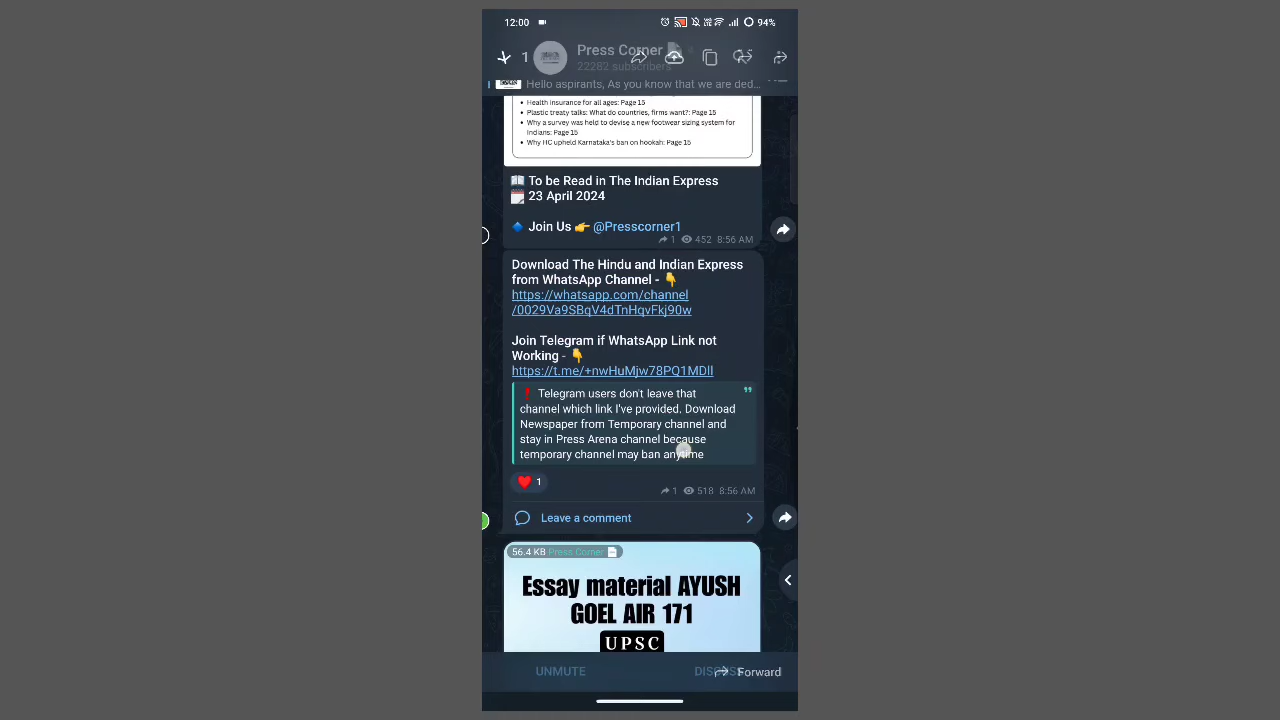 12:00
94%
1
Press Corner
22282 subscribers
Hello aspirants, As you know that we are ded...
• Health insurance for all ages: Page 15
• Plastic treaty talks: What do countries, firms want?: Page 15
• Why a survey was held to devise a new footwear sizing system for
Indians: Page 15
• Why HC upheld Karnataka's ban on hookah: Page 15
To be Read in The Indian Express
23 April 2024
🔹 Join Us 👉 @Presscorner1
1 452 8:56 AM
Download The Hindu and Indian Express
from WhatsApp Channel - 👇
https://whatsapp.com/channel
/0029Va9SBqV4dTnHqvFkj90w
Join Telegram if WhatsApp Link not
Working - 👇
https://t.me/+nwHuMjw78PQ1MDll
Telegram users don't leave that
channel which link I've provided. Download
Newspaper from Temporary channel and
stay in Press Arena channel because
temporary channel may ban anytime
❤️ 1
1 518 8:56 AM
Leave a comment
56.4 KB Press Corner
Essay material AYUSH
GOEL AIR 171
UPSC
UNMUTE
Forward